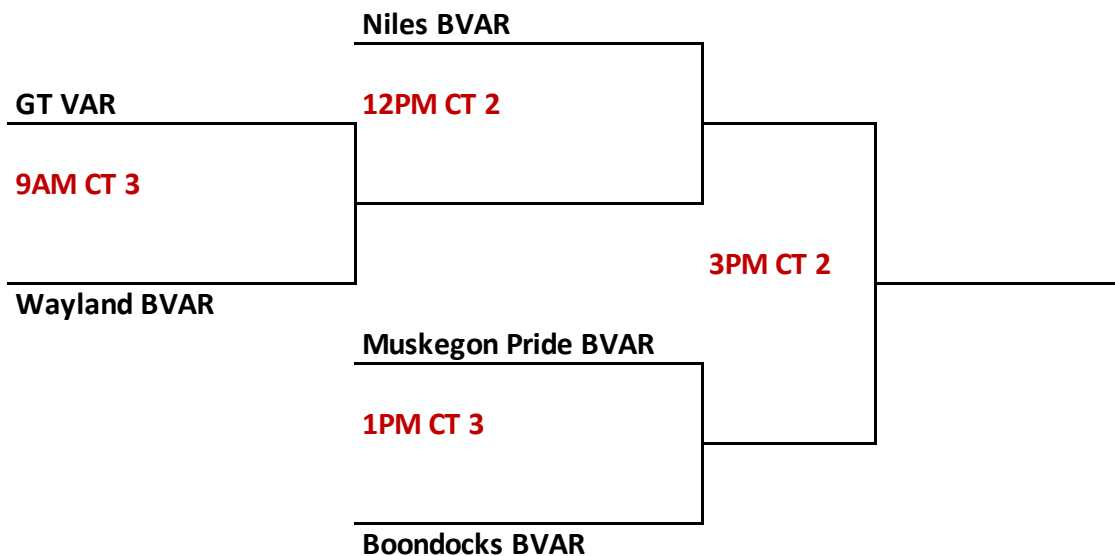 Niles BVAR
GT VAR
12PM CT 2
9AM CT 3
3PM CT 2
Wayland BVAR
Muskegon Pride BVAR
1PM CT 3
Boondocks BVAR